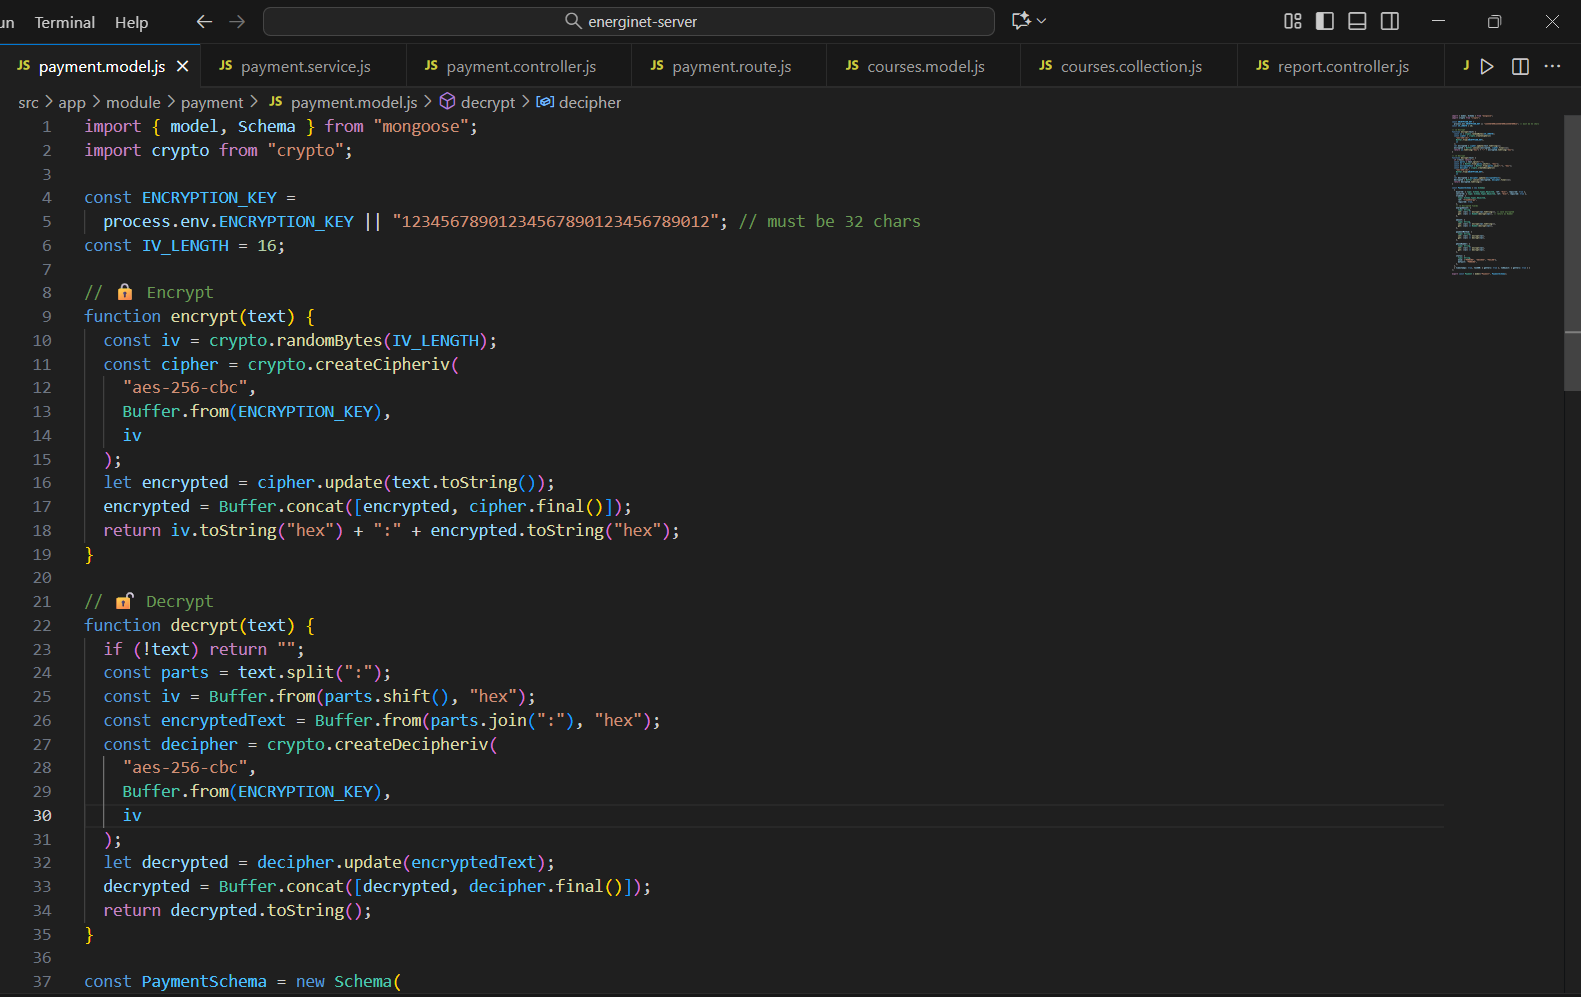 un Terminal Help energinet-server
JS payment.model.js JS payment.service.js JS payment.controller.js JS payment.route.js JS courses.model.js JS courses.collection.js JS report.controller.js J
src > app > module > payment > JS payment.model.js > decrypt > decipher
1 import { model, Schema } from "mongoose";
2 import crypto from "crypto";
3
4 const ENCRYPTION_KEY =
5 process.env.ENCRYPTION_KEY || "12345678901234567890123456789012"; // must be 32 chars
6 const IV_LENGTH = 16;
7
8 // 🔒 Encrypt
9 function encrypt(text) {
10 const iv = crypto.randomBytes(IV_LENGTH);
11 const cipher = crypto.createCipheriv(
12 "aes-256-cbc",
13 Buffer.from(ENCRYPTION_KEY),
14 iv
15 );
16 let encrypted = cipher.update(text.toString());
17 encrypted = Buffer.concat([encrypted, cipher.final()]);
18 return iv.toString("hex") + ":" + encrypted.toString("hex");
19 }
20
21 // 🔓 Decrypt
22 function decrypt(text) {
23 if (!text) return "";
24 const parts = text.split(":");
25 const iv = Buffer.from(parts.shift(), "hex");
26 const encryptedText = Buffer.from(parts.join(":"), "hex");
27 const decipher = crypto.createDecipheriv(
28 "aes-256-cbc",
29 Buffer.from(ENCRYPTION_KEY),
30 iv
31 );
32 let decrypted = decipher.update(encryptedText);
33 decrypted = Buffer.concat([decrypted, decipher.final()]);
34 return decrypted.toString();
35 }
36
37 const PaymentSchema = new Schema(